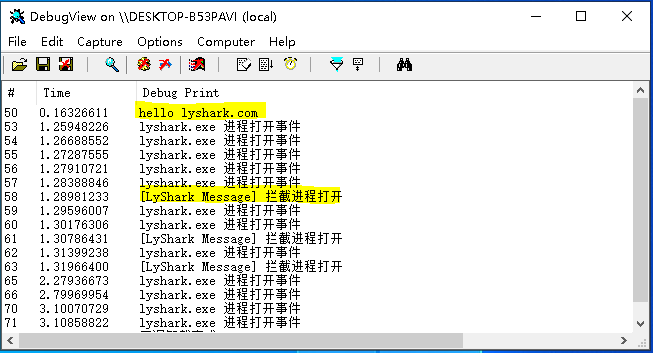 DebugView on \\DESKTOP-B53PAVI (local)
File Edit Capture Options Computer Help
# Time Debug Print
50 0.16326611 hello lyshark.com
53 1.25948226 lyshark.exe 进程打开事件
54 1.26688552 lyshark.exe 进程打开事件
55 1.27287555 lyshark.exe 进程打开事件
56 1.27910721 lyshark.exe 进程打开事件
57 1.28388846 lyshark.exe 进程打开事件
58 1.28981233 [LyShark Message] 拦截进程打开
59 1.29596007 lyshark.exe 进程打开事件
60 1.30176306 lyshark.exe 进程打开事件
61 1.30786431 [LyShark Message] 拦截进程打开
62 1.31399238 lyshark.exe 进程打开事件
63 1.31966400 [LyShark Message] 拦截进程打开
65 2.27936673 lyshark.exe 进程打开事件
66 2.79969954 lyshark.exe 进程打开事件
70 3.10070729 lyshark.exe 进程打开事件
71 3.10858822 lyshark.exe 进程打开事件